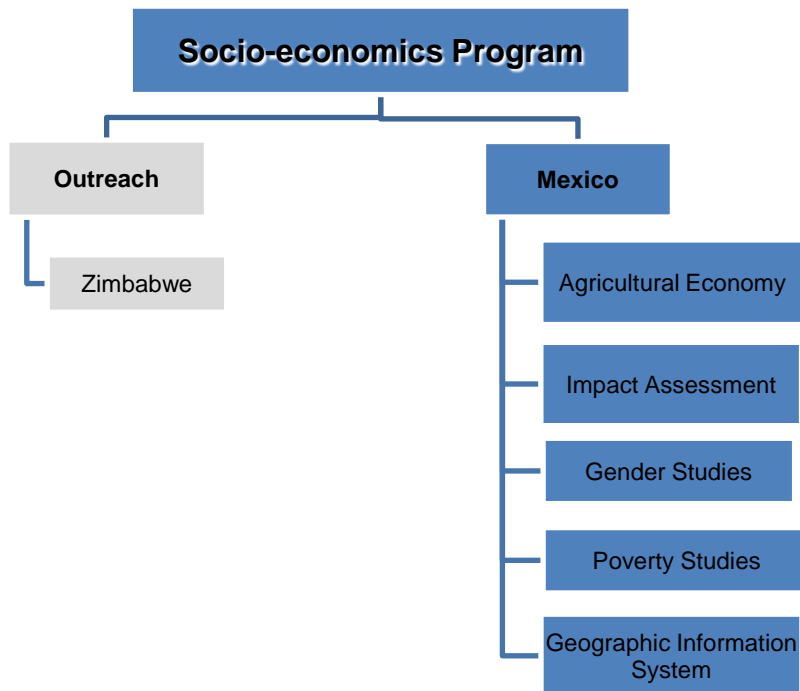 Socio-economics Program
Outreach
Mexico
Zimbabwe
Agricultural Economy
Impact Assessment
Gender Studies
Poverty Studies
Geographic Information
System